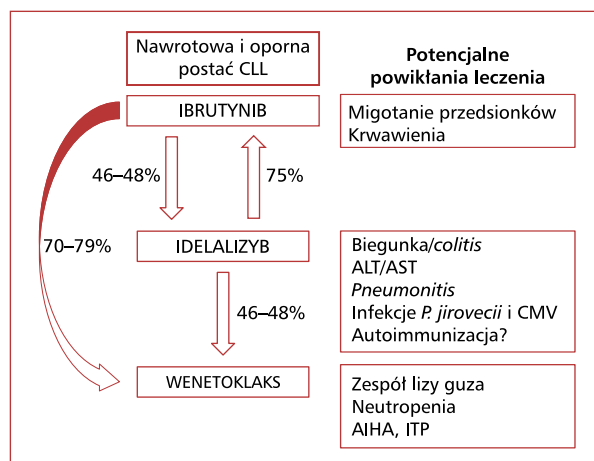 Nawrotowa i oporna
postać CLL
Potencjalne
powikłania leczenia
IBRUTYNIB
Migotanie przedsionków
Krwawienia
46–48%
75%
70–79%
IDELALIZYB
Biegunka/colitis
ALT/AST
Pneumonitis
Infekcje P. jirovecii i CMV
Autoimmunizacja?
46–48%
WENETOKLAKS
Zespół lizy guza
Neutropenia
AIHA, ITP